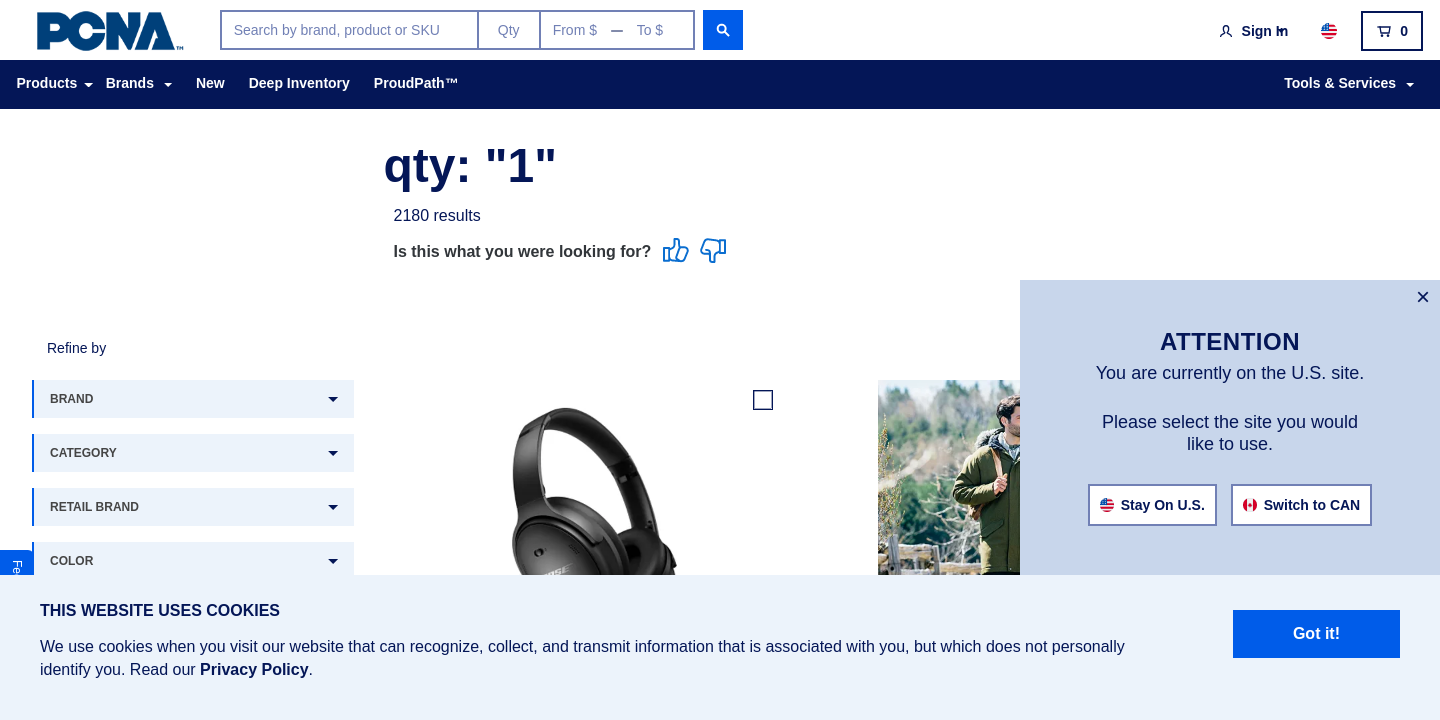 PCNA™
Search by brand, product or SKU Qty From $ — To $
Sign In 0
Products Brands New Deep Inventory ProudPath™ Tools & Services
qty: "1"
2180 results
Is this what you were looking for?
Refine by
BRAND
CATEGORY
RETAIL BRAND
COLOR
BOSE
×
ATTENTION
You are currently on the U.S. site.
Please select the site you would
like to use.
Stay On U.S. Switch to CAN
THIS WEBSITE USES COOKIES
We use cookies when you visit our website that can recognize, collect, and transmit information that is associated with you, but which does not personally
identify you. Read our Privacy Policy.
Got it!